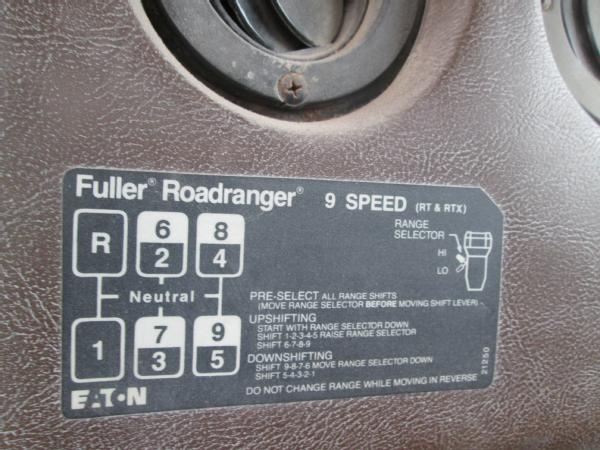 Fuller® Roadranger® 9 SPEED (RT & RTX)
R 6 8
2 4
Neutral
1 7 9
3 5
RANGE
SELECTOR
HI
LO
PRE-SELECT ALL RANGE SHIFTS
(MOVE RANGE SELECTOR BEFORE MOVING SHIFT LEVER)
UPSHIFTING
START WITH RANGE SELECTOR DOWN
SHIFT 1-2-3-4-5 RAISE RANGE SELECTOR
SHIFT 6-7-8-9
DOWNSHIFTING
SHIFT 9-8-7-6 MOVE RANGE SELECTOR DOWN
SHIFT 5-4-3-2-1
DO NOT CHANGE RANGE WHILE MOVING IN REVERSE
EATON
21250